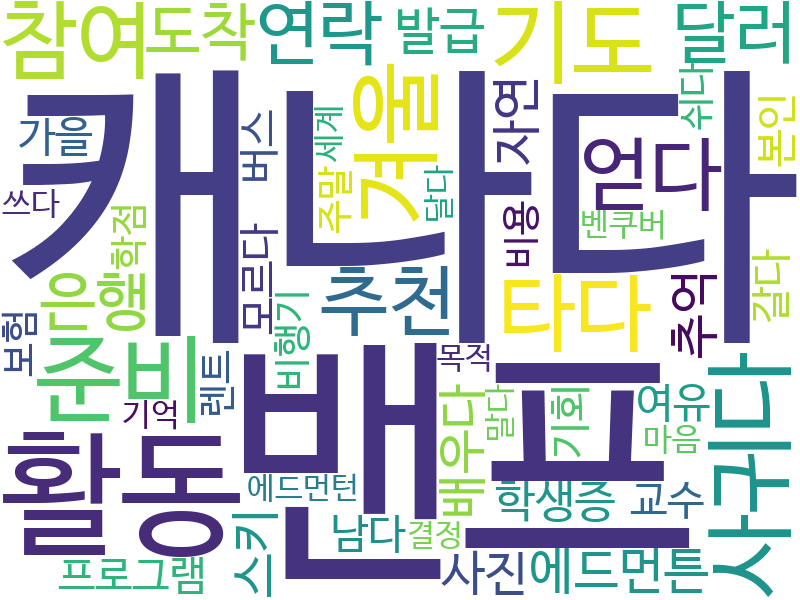 참여
도착
연락
발급
기도
달러
캐나다
가을
버스
세계
겨울
자연
쉬다
본인
없다
쓰다
학점
주말
달다
비용
벤쿠버
은행
모르다
추천
따다
추억
갈다
보험
준비
렌트
비행기
목적
밴프
기억
배우다
말다
기회
여유
마음
사귀다
활동
에드먼턴
학생증
교수
스키
남다
결정
프로그램
사진
에드먼튼